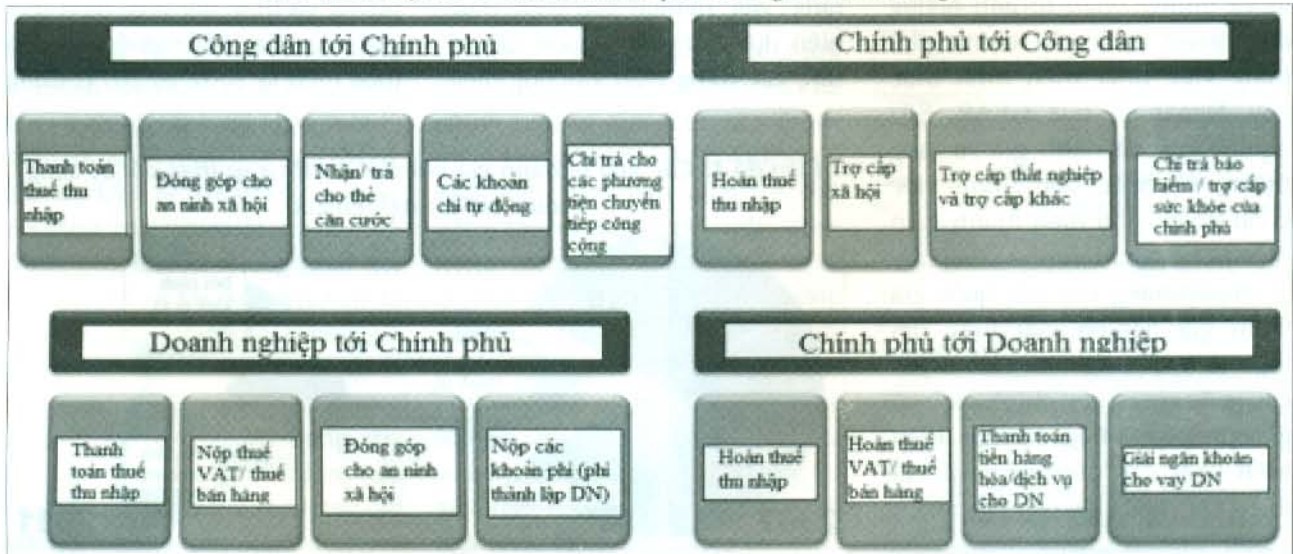 Công dân tới Chính phủ
Chính phủ tới Công dân
Thanh toán
thuế thu
nhập
Đóng góp cho
an ninh xã hội
Nhận/ trả
cho thẻ
căn cước
Các khoản
chi tự động
Chi trả cho
các phương
tiện chuyển
tiếp công
cộng
Hoàn thuế
thu nhập
Trợ cấp
xã hội
Trợ cấp thất nghiệp
và trợ cấp khác
Chi trả bảo
hiểm / trợ cấp
sức khỏe của
chính phủ
Doanh nghiệp tới Chính phủ
Chính phủ tới Doanh nghiệp
Thanh
toán thuế
thu nhập
Nộp thuế
VAT/ thuế
bán hàng
Đóng góp
cho an ninh
xã hội
Nộp các
khoản phí (phí
thành lập DN)
Hoàn thuế
thu nhập
Hoàn thuế
VAT/ thuế
bán hàng
Thanh toán
tiền hàng
hóa/dịch vụ
cho DN
Giải ngân khoản
cho vay DN